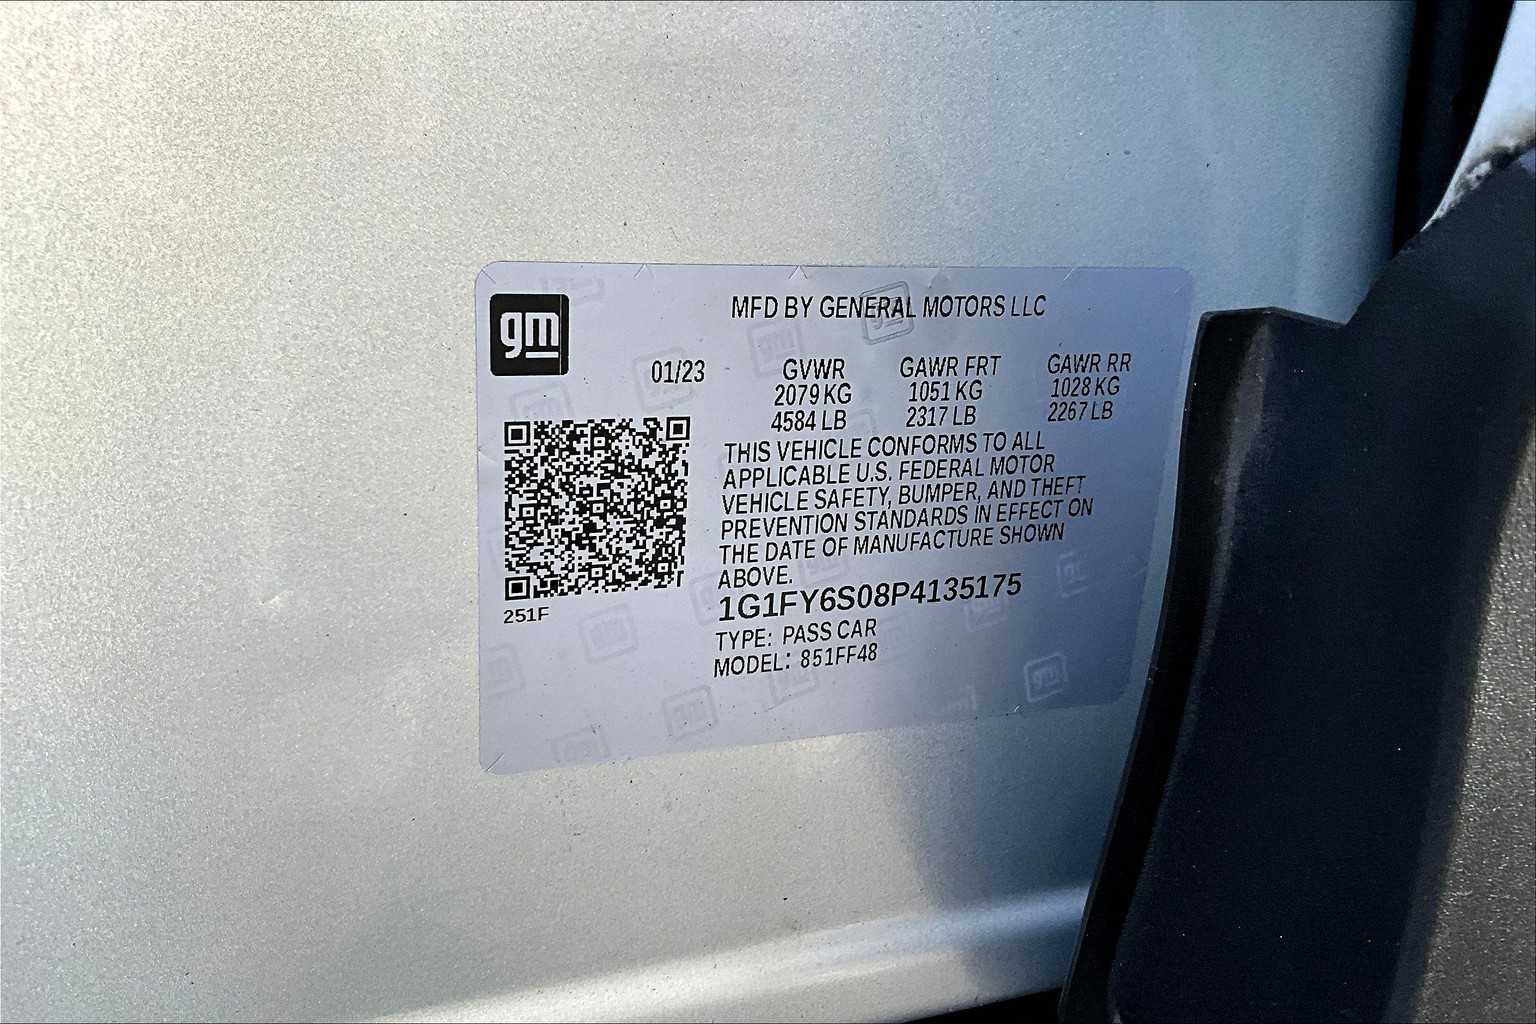 gm
MFD BY GENERAL MOTORS LLC
01/23 GVWR GAWR FRT GAWR RR
2079 KG 1051 KG 1028 KG
4584 LB 2317 LB 2267 LB
THIS VEHICLE CONFORMS TO ALL
APPLICABLE U.S. FEDERAL MOTOR
VEHICLE SAFETY, BUMPER, AND THEFT
PREVENTION STANDARDS IN EFFECT ON
THE DATE OF MANUFACTURE SHOWN
ABOVE.
1G1FY6S08P4135175
TYPE: PASS CAR
MODEL: 851FF48
251F